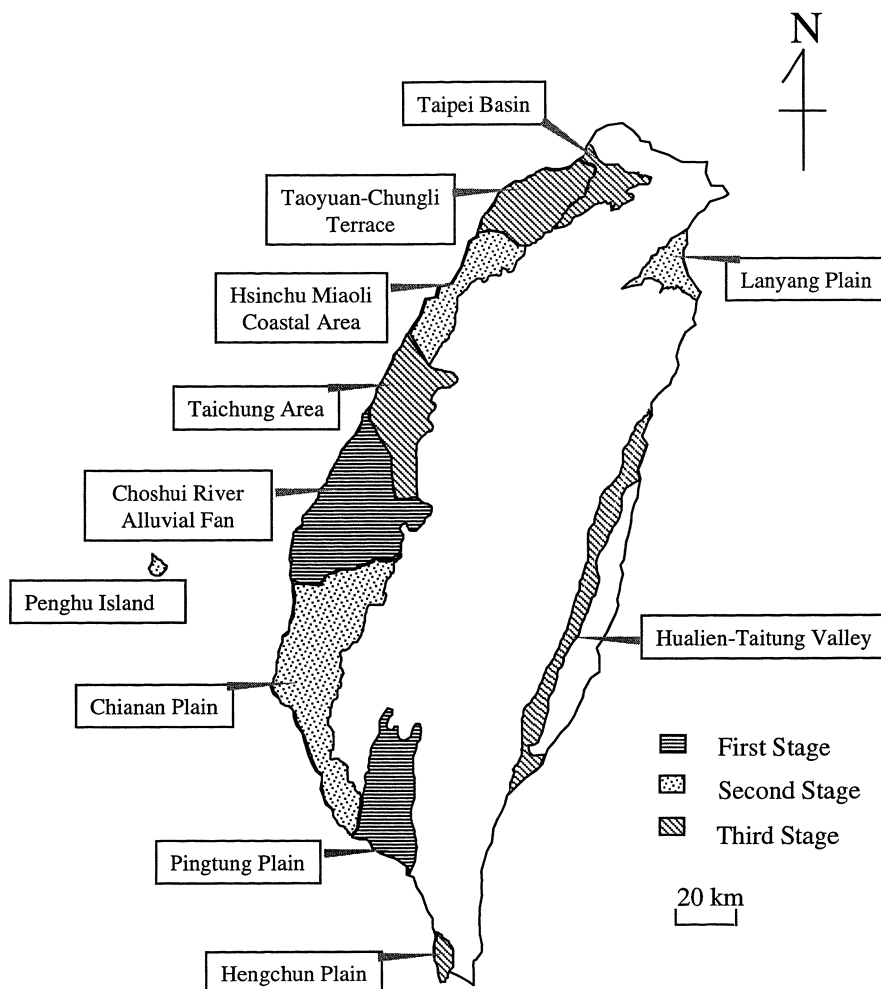 N
Taipei Basin
Taoyuan-Chungli
Terrace
Hsinchu Miaoli
Coastal Area
Lanyang Plain
Taichung Area
Choshui River
Alluvial Fan
Penghu Island
Hualien-Taitung Valley
Chianan Plain
First Stage
Second Stage
Third Stage
Pingtung Plain
20 km
Hengchun Plain